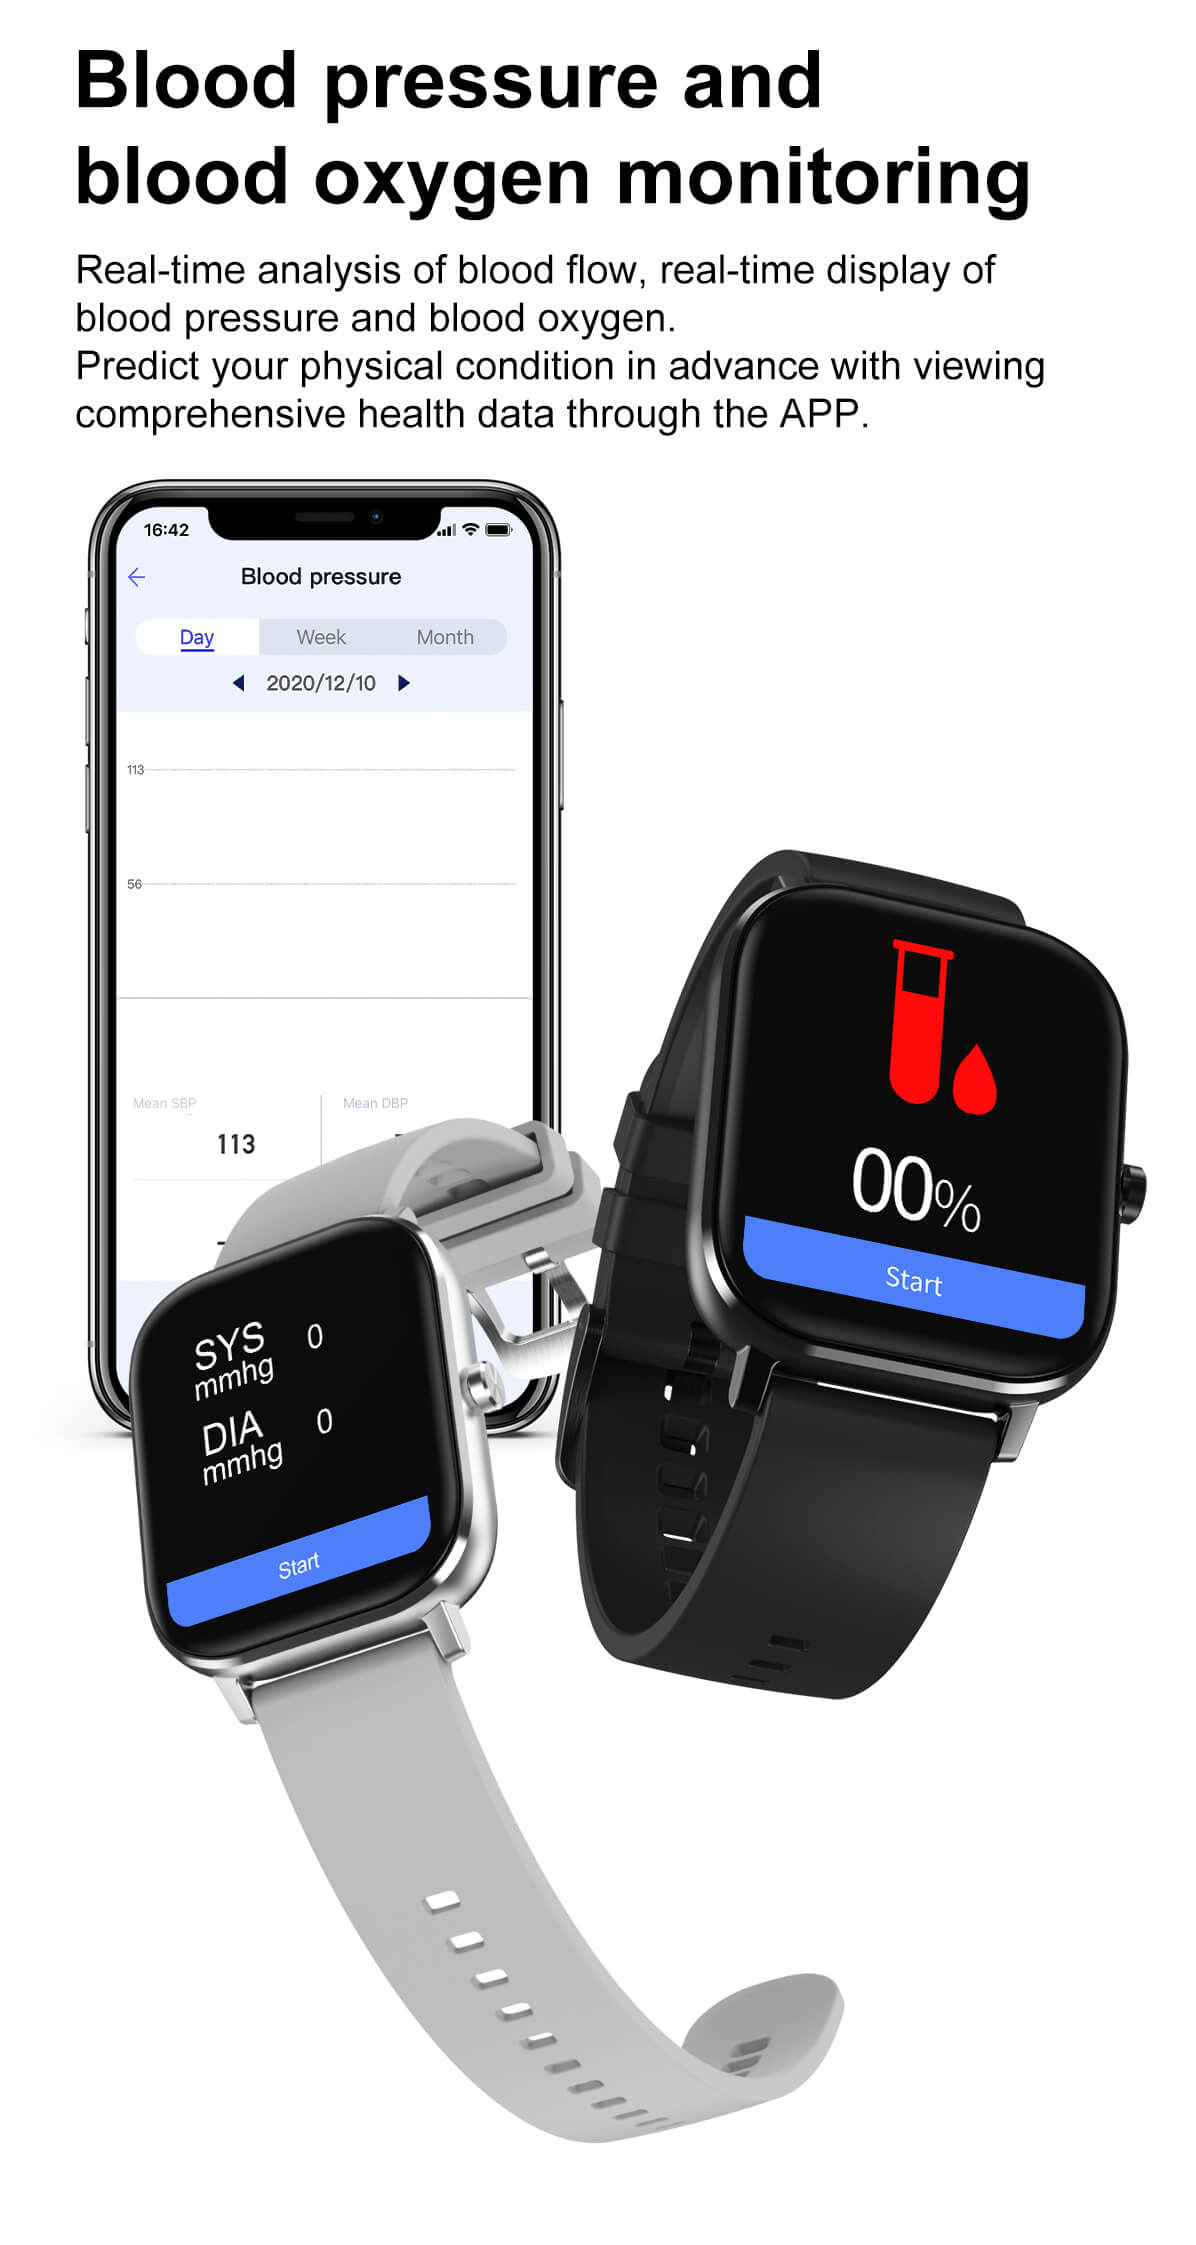 Blood pressure and
blood oxygen monitoring
Real-time analysis of blood flow, real-time display of
blood pressure and blood oxygen.
Predict your physical condition in advance with viewing
comprehensive health data through the APP.
16:42
Blood pressure
Day Week Month
2020/12/10
113
56
Mean SBP Mean DBP
113
00%
Start
SYS 0
mmhg
DIA 0
mmhg
Start